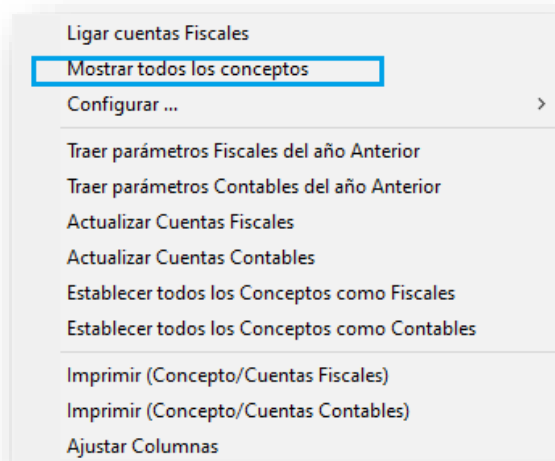 Ligar cuentas Fiscales
Mostrar todos los conceptos
Configurar ...
Traer parámetros Fiscales del año Anterior
Traer parámetros Contables del año Anterior
Actualizar Cuentas Fiscales
Actualizar Cuentas Contables
Establecer todos los Conceptos como Fiscales
Establecer todos los Conceptos como Contables
Imprimir (Concepto/Cuentas Fiscales)
Imprimir (Concepto/Cuentas Contables)
Ajustar Columnas